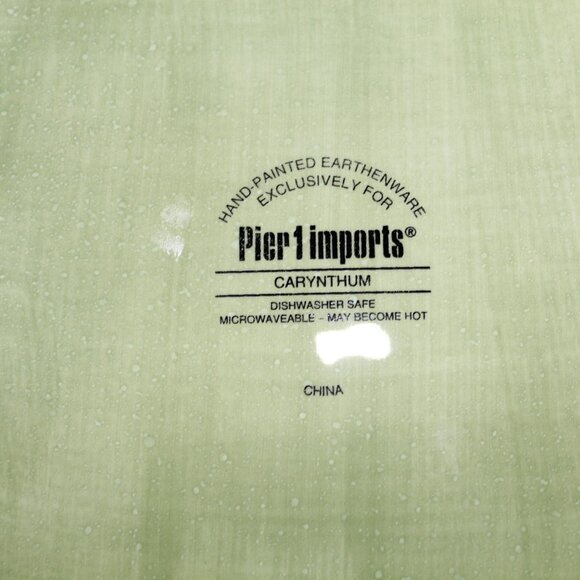 HAND-PAINTED EARTHENWARE
EXCLUSIVELY FOR
Pier 1 imports®
CARYNTHUM
DISHWASHER SAFE
MICROWAVEABLE - MAY BECOME HOT
CHINA